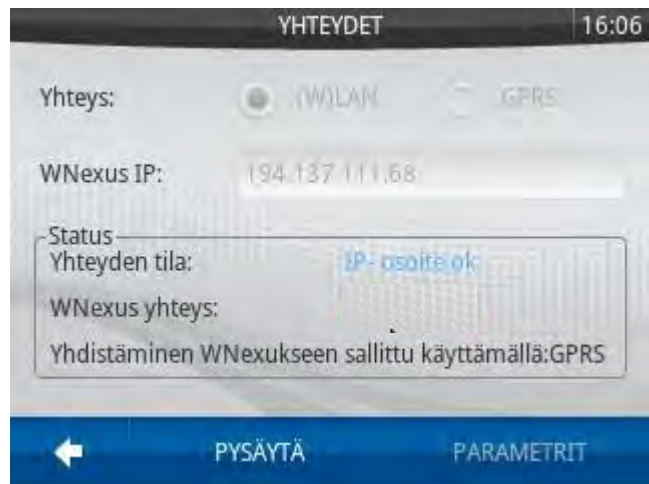 YHTEYDET 16:06
Yhteys: (W)LAN GPRS
WNexus IP: 194.137.111.68
Status
Yhteyden tila: IP- osoite ok
WNexus yhteys:
Yhdistäminen WNexukseen sallittu käyttämällä:GPRS
PYSÄYTÄ PARAMETRIT